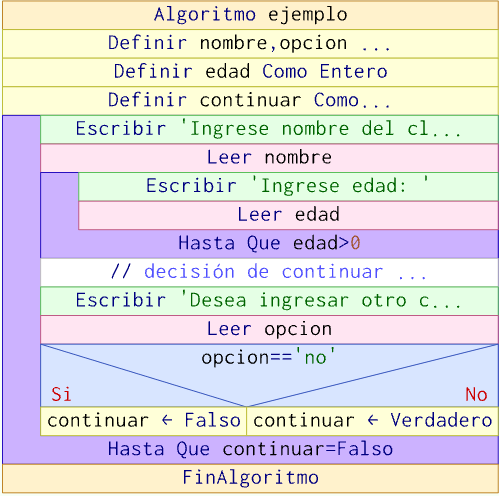 Algoritmo ejemplo
Definir nombre,opcion ...
Definir edad Como Entero
Definir continuar Como...
Escribir 'Ingrese nombre del cl...
Leer nombre
Escribir 'Ingrese edad: '
Leer edad
Hasta Que edad>0
// decisión de continuar ...
Escribir 'Desea ingresar otro c...
Leer opcion
opcion=='no'
Si No
continuar ← Falso continuar ← Verdadero
Hasta Que continuar=Falso
FinAlgoritmo